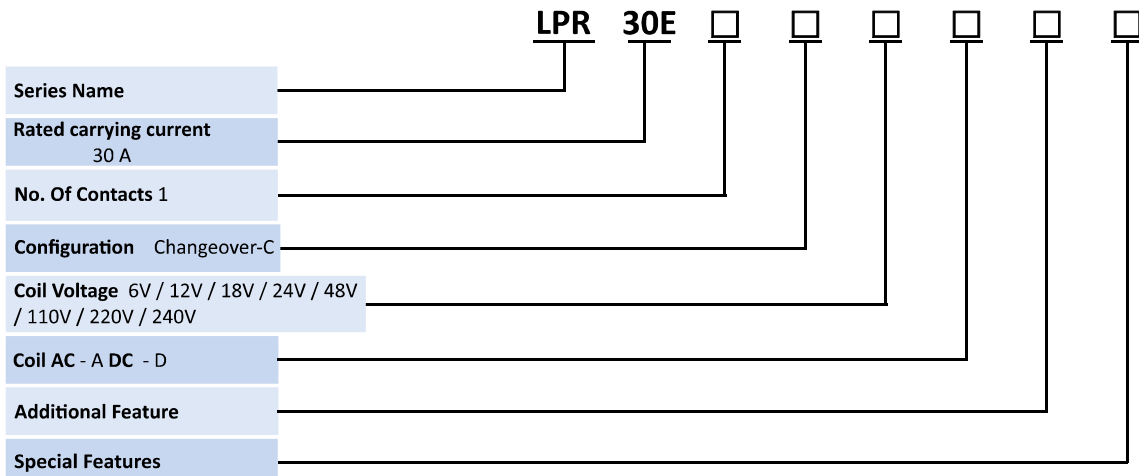 LPR 30E □ □ □ □ □ □
Series Name
Rated carrying current
30 A
No. Of Contacts 1
Configuration Changeover-C
Coil Voltage 6V / 12V / 18V / 24V / 48V
/ 110V / 220V / 240V
Coil AC - A DC - D
Additional Feature
Special Features